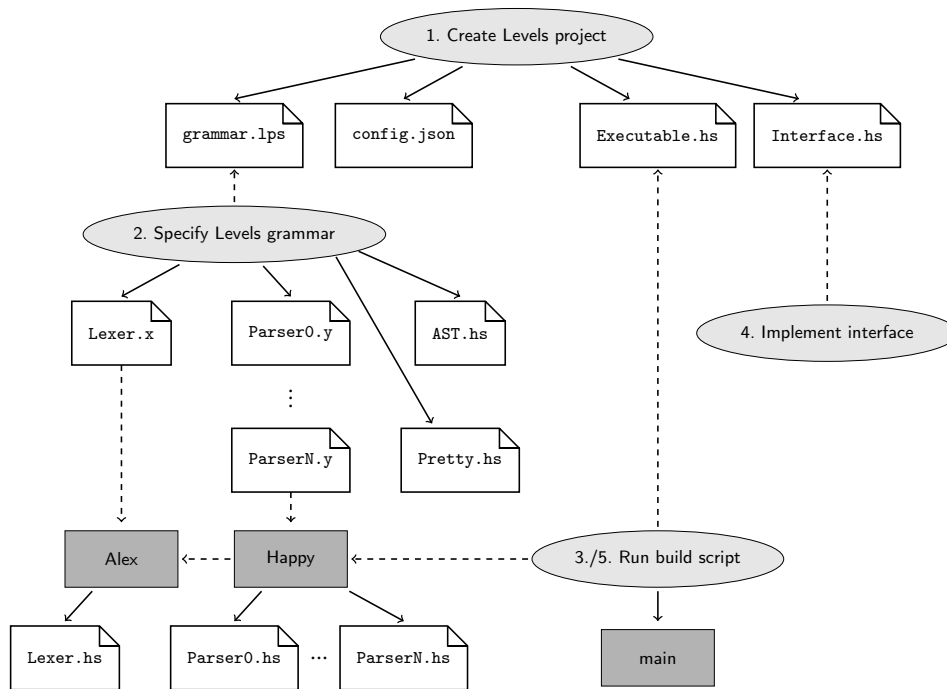 1. Create Levels project
grammar.lps
config.json
Executable.hs
Interface.hs
2. Specify Levels grammar
Lexer.x
Parser0.y
AST.hs
4. Implement interface
⋮
ParserN.y
Pretty.hs
Alex
Happy
3./5. Run build script
Lexer.hs
Parser0.hs
...
ParserN.hs
main